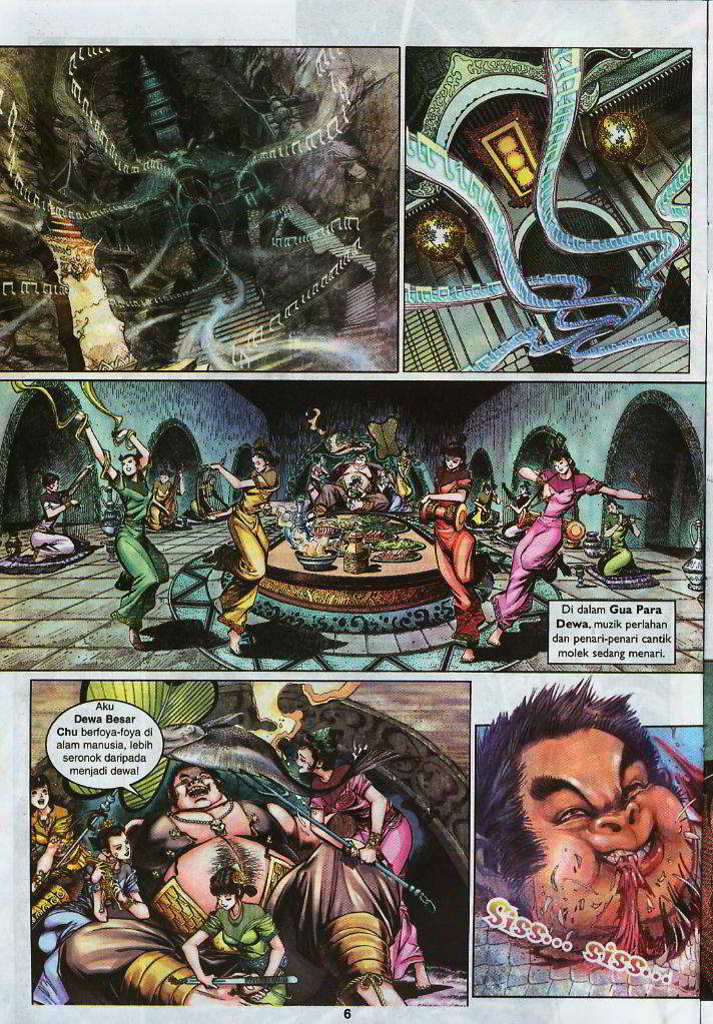 Di dalam Gua Para
Dewa, muzik perlahan
dan penari-penari cantik
molek sedang menari.
Aku
Dewa Besar
Chu berfoya-foya di
alam manusia, lebih
seronok daripada
menjadi dewa!
Siss... siss...
6